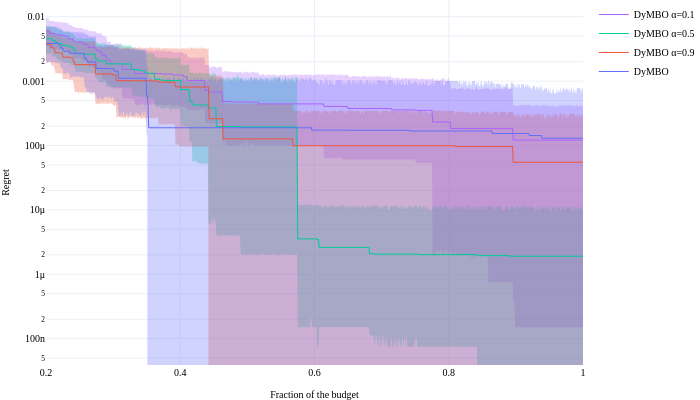 0.01
5
2
0.001
5
2
100μ
5
2
10μ
5
2
1μ
5
2
100n
5
Regret
0.2
0.4
0.6
0.8
1
Fraction of the budget
DyMBO α=0.1
DyMBO α=0.5
DyMBO α=0.9
DyMBO